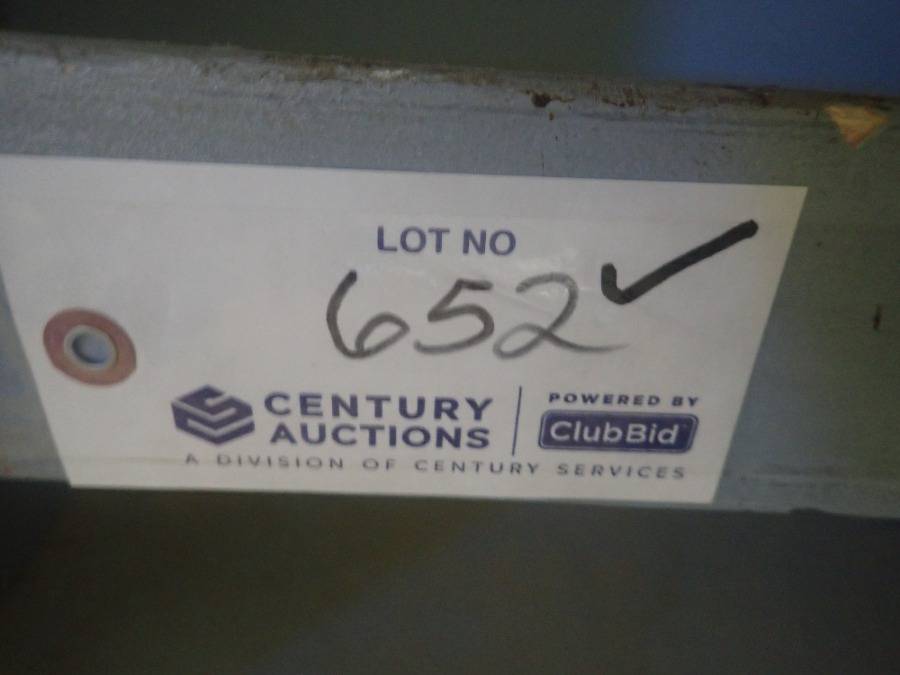 LOT NO
652 ✓
CENTURY
AUCTIONS
POWERED BY
ClubBid
A DIVISION OF CENTURY SERVICES